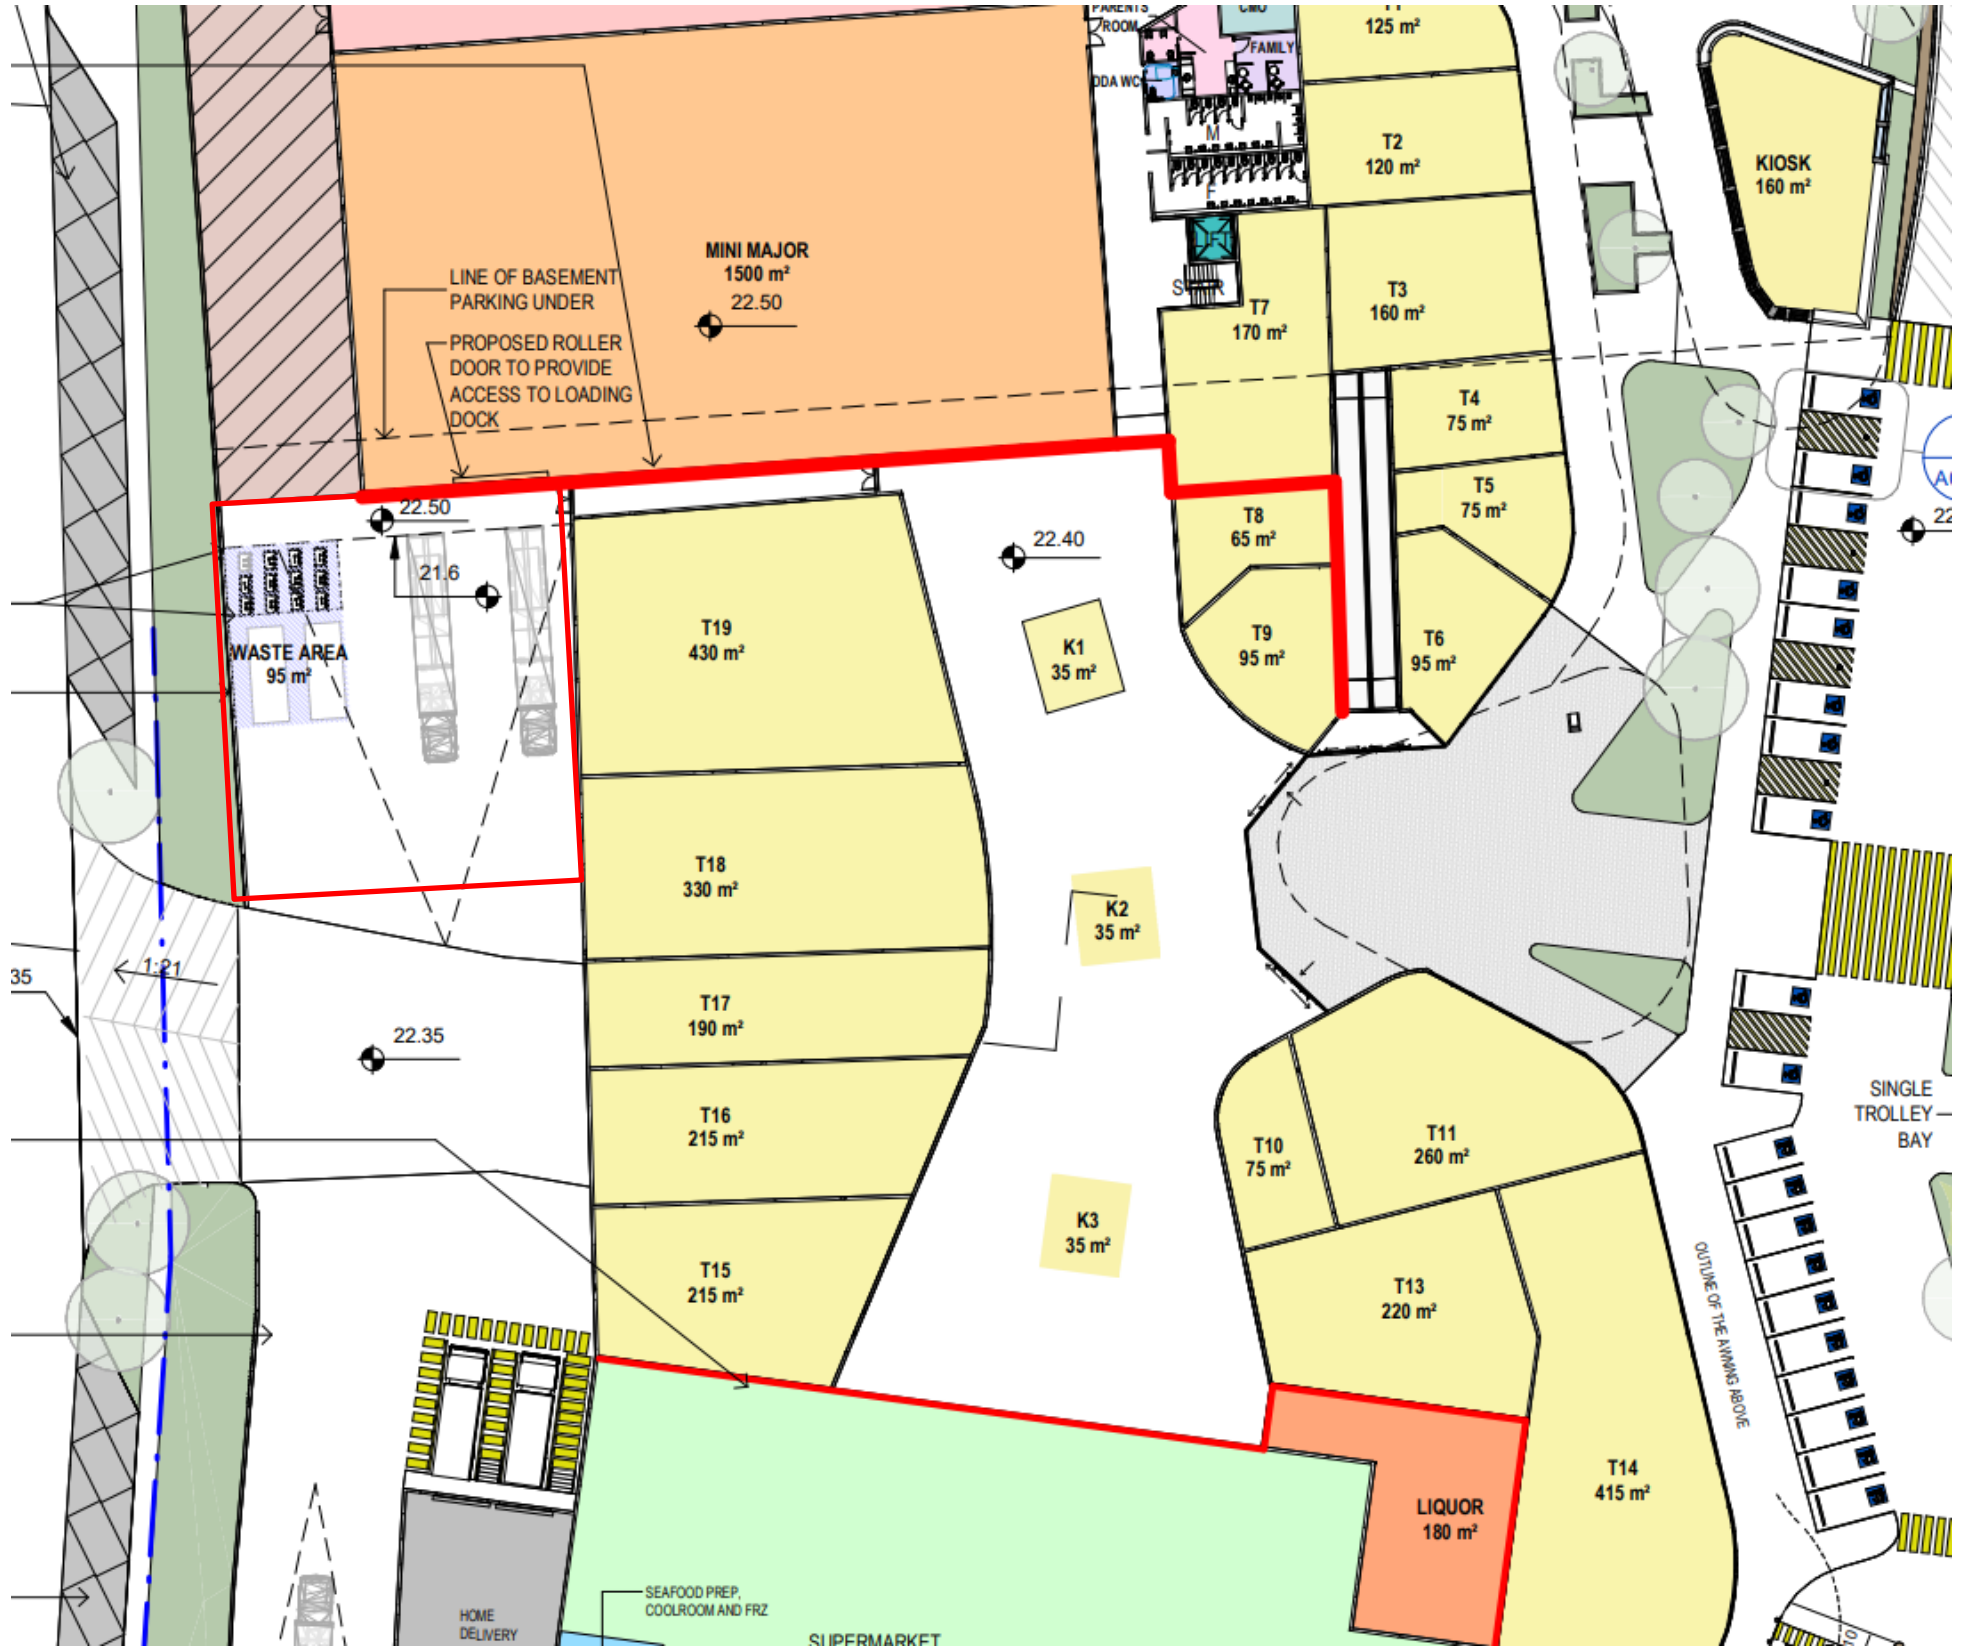 PARENTS
ROOM
CMO
FAMILY
DDA WC
M
F
LIFT
STAIR
125 m²
T2
120 m²
KIOSK
160 m²
MINI MAJOR
1500 m²
22.50
LINE OF BASEMENT
PARKING UNDER
PROPOSED ROLLER
DOOR TO PROVIDE
ACCESS TO LOADING
DOCK
T7
170 m²
T3
160 m²
T4
75 m²
T5
75 m²
22.50
21.6
T8
65 m²
22.40
T19
430 m²
K1
35 m²
T9
95 m²
T6
95 m²
WASTE AREA
95 m²
T18
330 m²
K2
35 m²
1:21
35
T17
190 m²
22.35
T16
215 m²
T10
75 m²
T11
260 m²
SINGLE
TROLLEY
BAY
K3
35 m²
T15
215 m²
T13
220 m²
OUTLINE OF THE AWNING ABOVE
T14
415 m²
LIQUOR
180 m²
SEAFOOD PREP,
COOLROOM AND FRZ
HOME
DELIVERY
SUPERMARKET
10